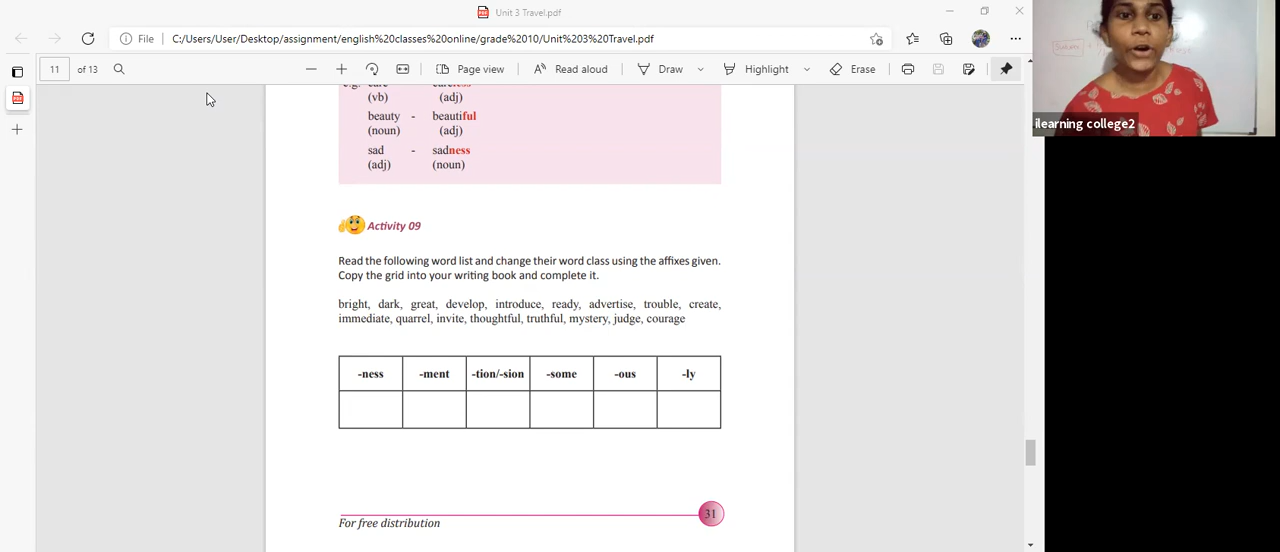 Unit 3 Travel.pdf
File C:/Users/User/Desktop/assignment/english%20classes%20online/grade%2010/Unit%203%20Travel.pdf
11 of 13 Page view Read aloud Draw Highlight Erase
(vb) (adj)
beauty - beautiful
(noun) (adj)
sad - sadness
(adj) (noun)
Activity 09
Read the following word list and change their word class using the affixes given.
Copy the grid into your writing book and complete it.
bright, dark, great, develop, introduce, ready, advertise, trouble, create,
immediate, quarrel, invite, thoughtful, truthful, mystery, judge, courage
-ness -ment -tion/-sion -some -ous -ly
31
For free distribution
ilearning college2